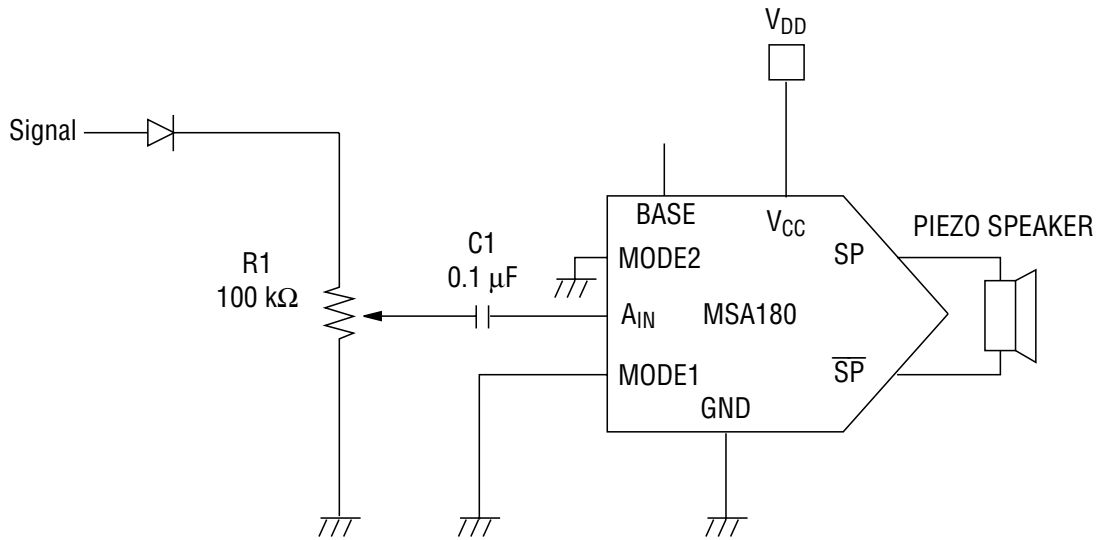 V_DD
Signal
BASE
V_CC
PIEZO SPEAKER
R1
100 kΩ
C1
0.1 μF
MODE2
SP
A_IN
MSA180
MODE1
S̅P̅
GND